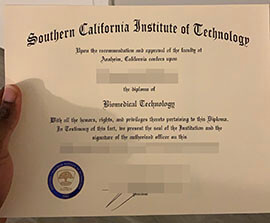 Southern California Institute of Technology
Upon the recommendation and approval of the faculty of
Anaheim, California confers upon
the diploma of
Biomedical Technology
With all the honors, rights, and privileges thereto pertaining to this Diploma.
In Testimony of this fact, we present the seal of the Institution and the
signature of the authorized officer on this